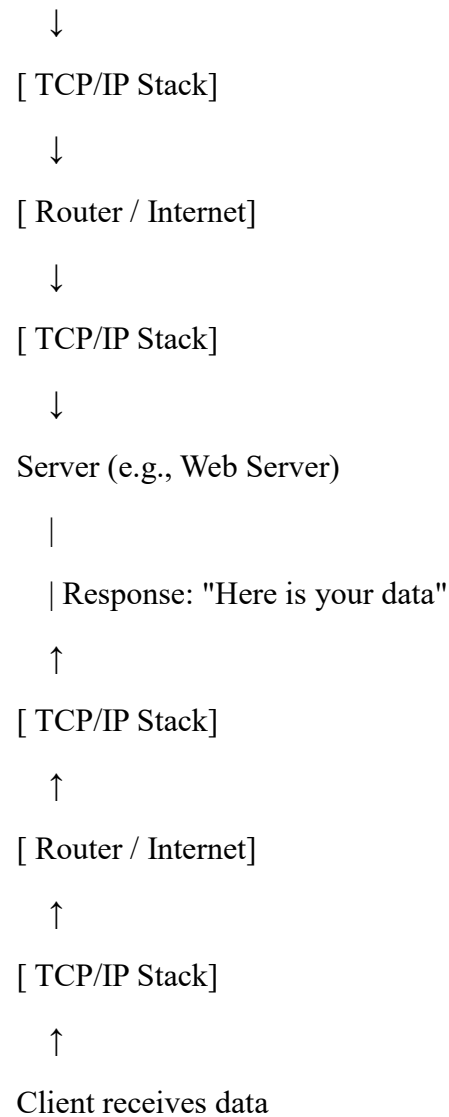 ↓
[ TCP/IP Stack]
↓
[ Router / Internet]
↓
[ TCP/IP Stack]
↓
Server (e.g., Web Server)
|
| Response: "Here is your data"
↑
[ TCP/IP Stack]
↑
[ Router / Internet]
↑
[ TCP/IP Stack]
↑
Client receives data